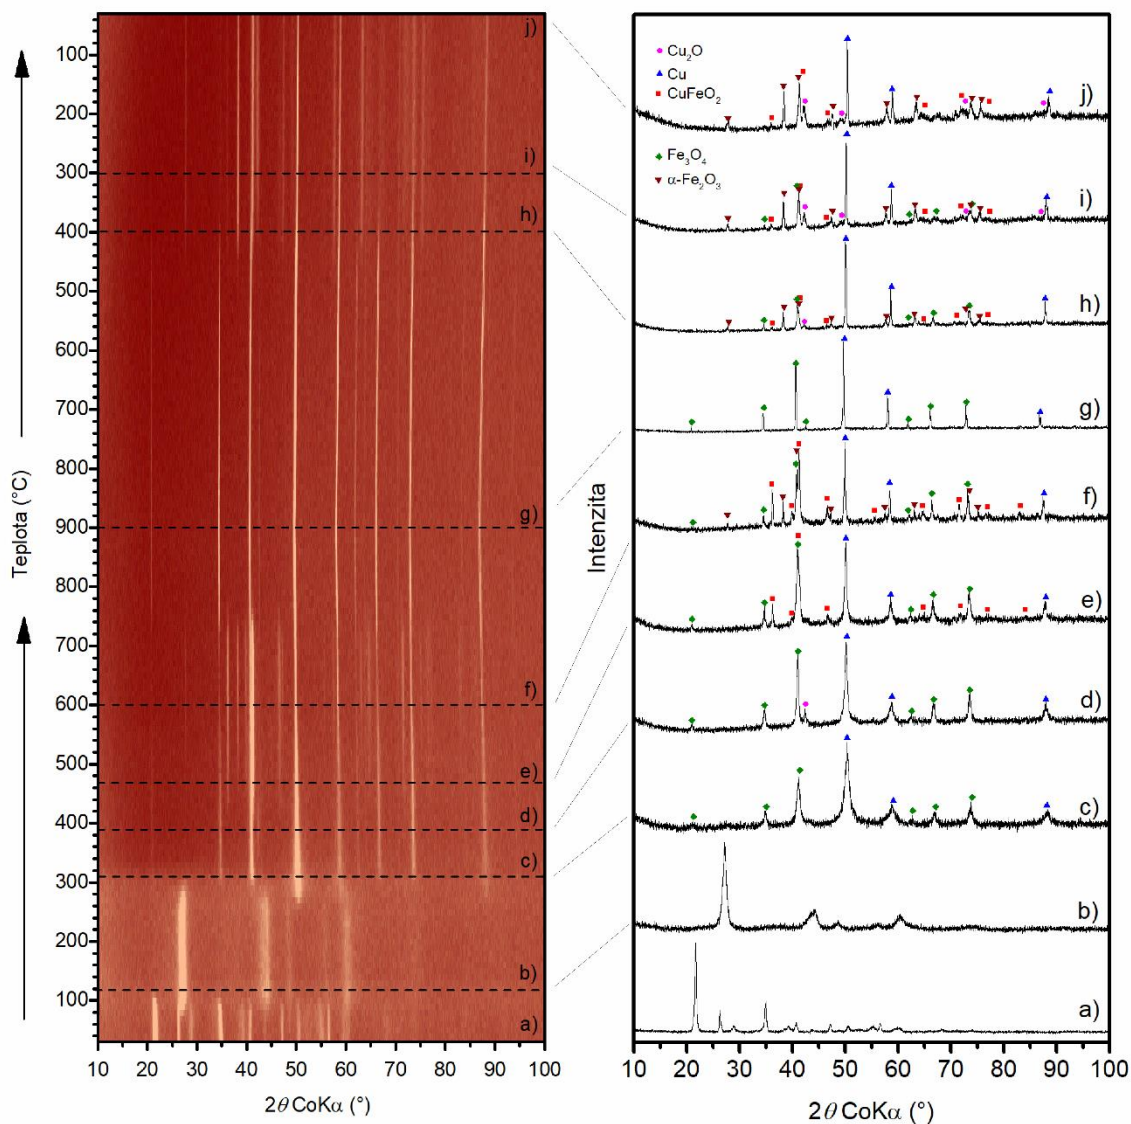 Teplota (°C)
100
200
300
400
500
600
700
800
900
800
700
600
500
400
300
200
100
j)
i)
h)
g)
f)
e)
d)
c)
b)
a)
10 20 30 40 50 60 70 80 90 100
2θ CoKα (°)
Intenzita
Cu₂O
Cu
CuFeO₂
Fe₃O₄
α-Fe₂O₃
j)
i)
h)
g)
f)
e)
d)
c)
b)
a)
10 20 30 40 50 60 70 80 90 100
2θ CoKα (°)